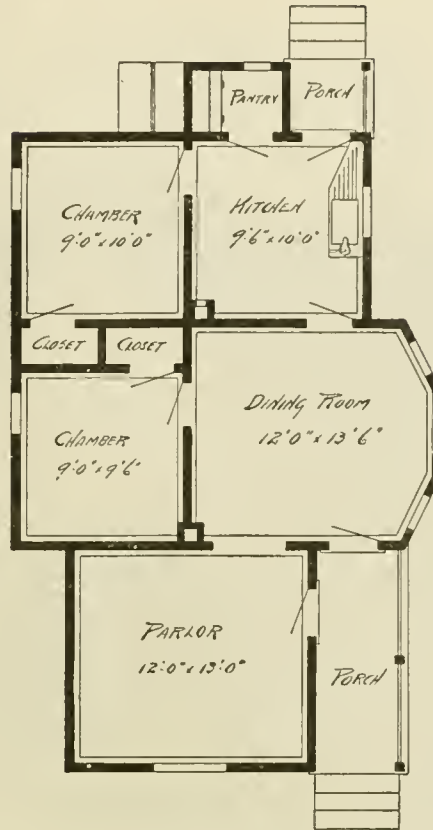 PANTRY
PORCH
CHAMBER
9'0" x 10'0"
KITCHEN
9'6" x 10'0"
CLOSET
CLOSET
DINING ROOM
12'0" x 13'6"
CHAMBER
9'0" x 9'6"
PARLOR
12'0" x 13'0"
PORCH